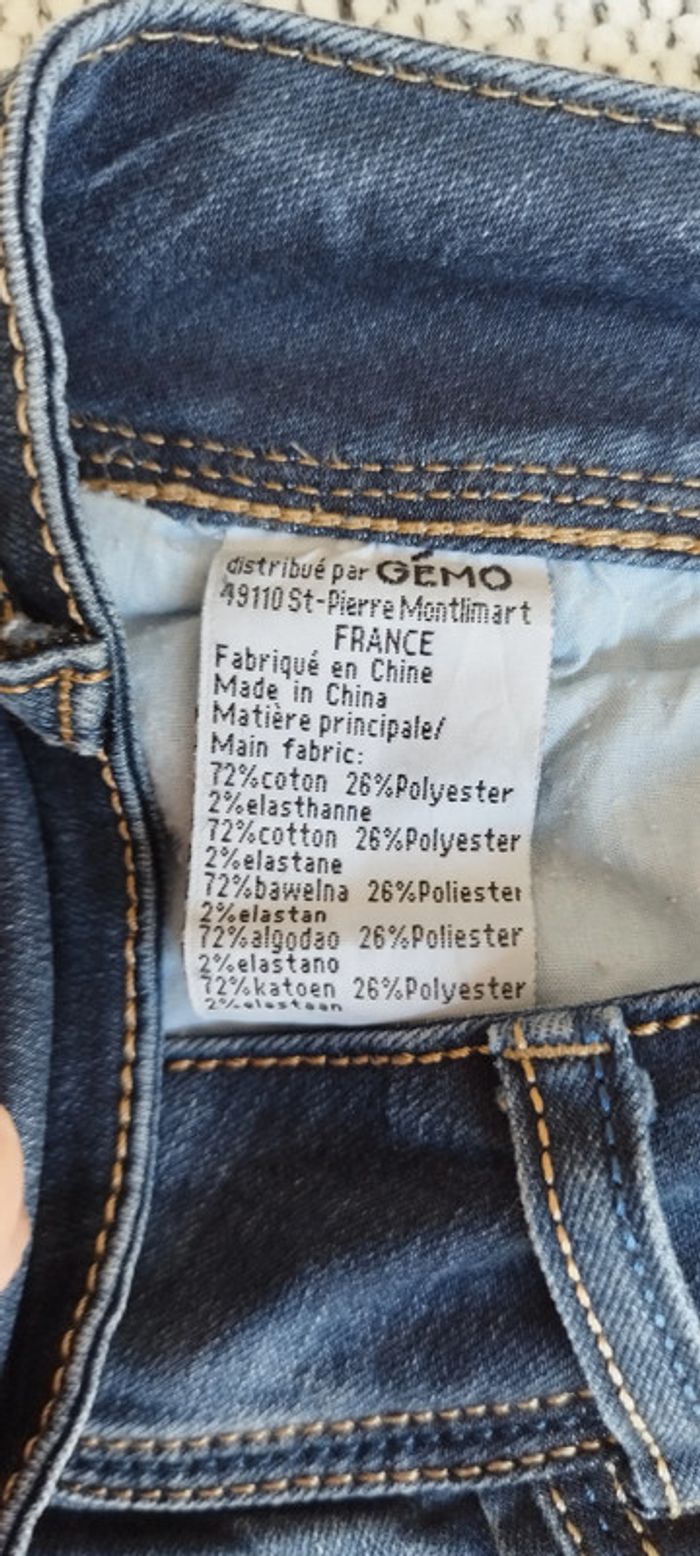 distribué par GÉMO
49110 St-Pierre Montlimart
FRANCE
Fabriqué en Chine
Made in China
Matière principale/
Main fabric:
72%coton 26%Polyester
2%elasthanne
72%cotton 26%Polyester
2%elastane
72%bawelna 26%Poliester
2%elastan
72%algodao 26%Poliester
2%elastano
72%katoen 26%Polyester
2%elastaan